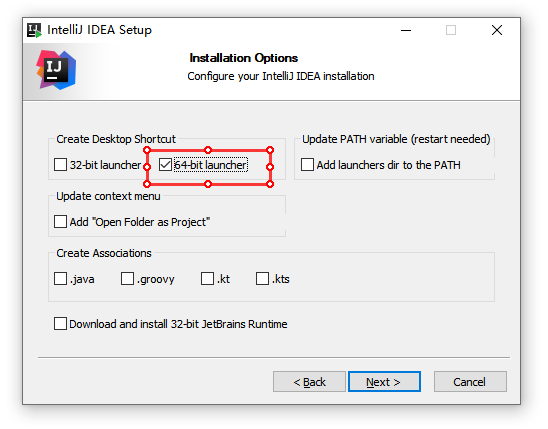 IntelliJ IDEA Setup
IJ
Installation Options
Configure your IntelliJ IDEA installation
Create Desktop Shortcut
32-bit launcher
64-bit launcher
Update PATH variable (restart needed)
Add launchers dir to the PATH
Update context menu
Add "Open Folder as Project"
Create Associations
.java
.groovy
.kt
.kts
Download and install 32-bit JetBrains Runtime
< Back
Next >
Cancel